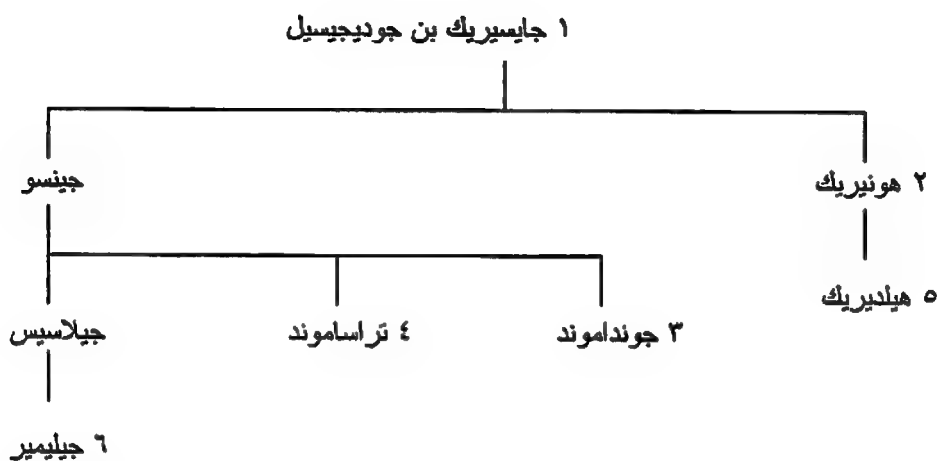 ١ جايسيريك بن جوديجيسيل
٢ هونيريك
جينسو
٥ هيلديريك
٣ جونداموند
٤ تراساموند
جيلاسيس
٦ جيليمير